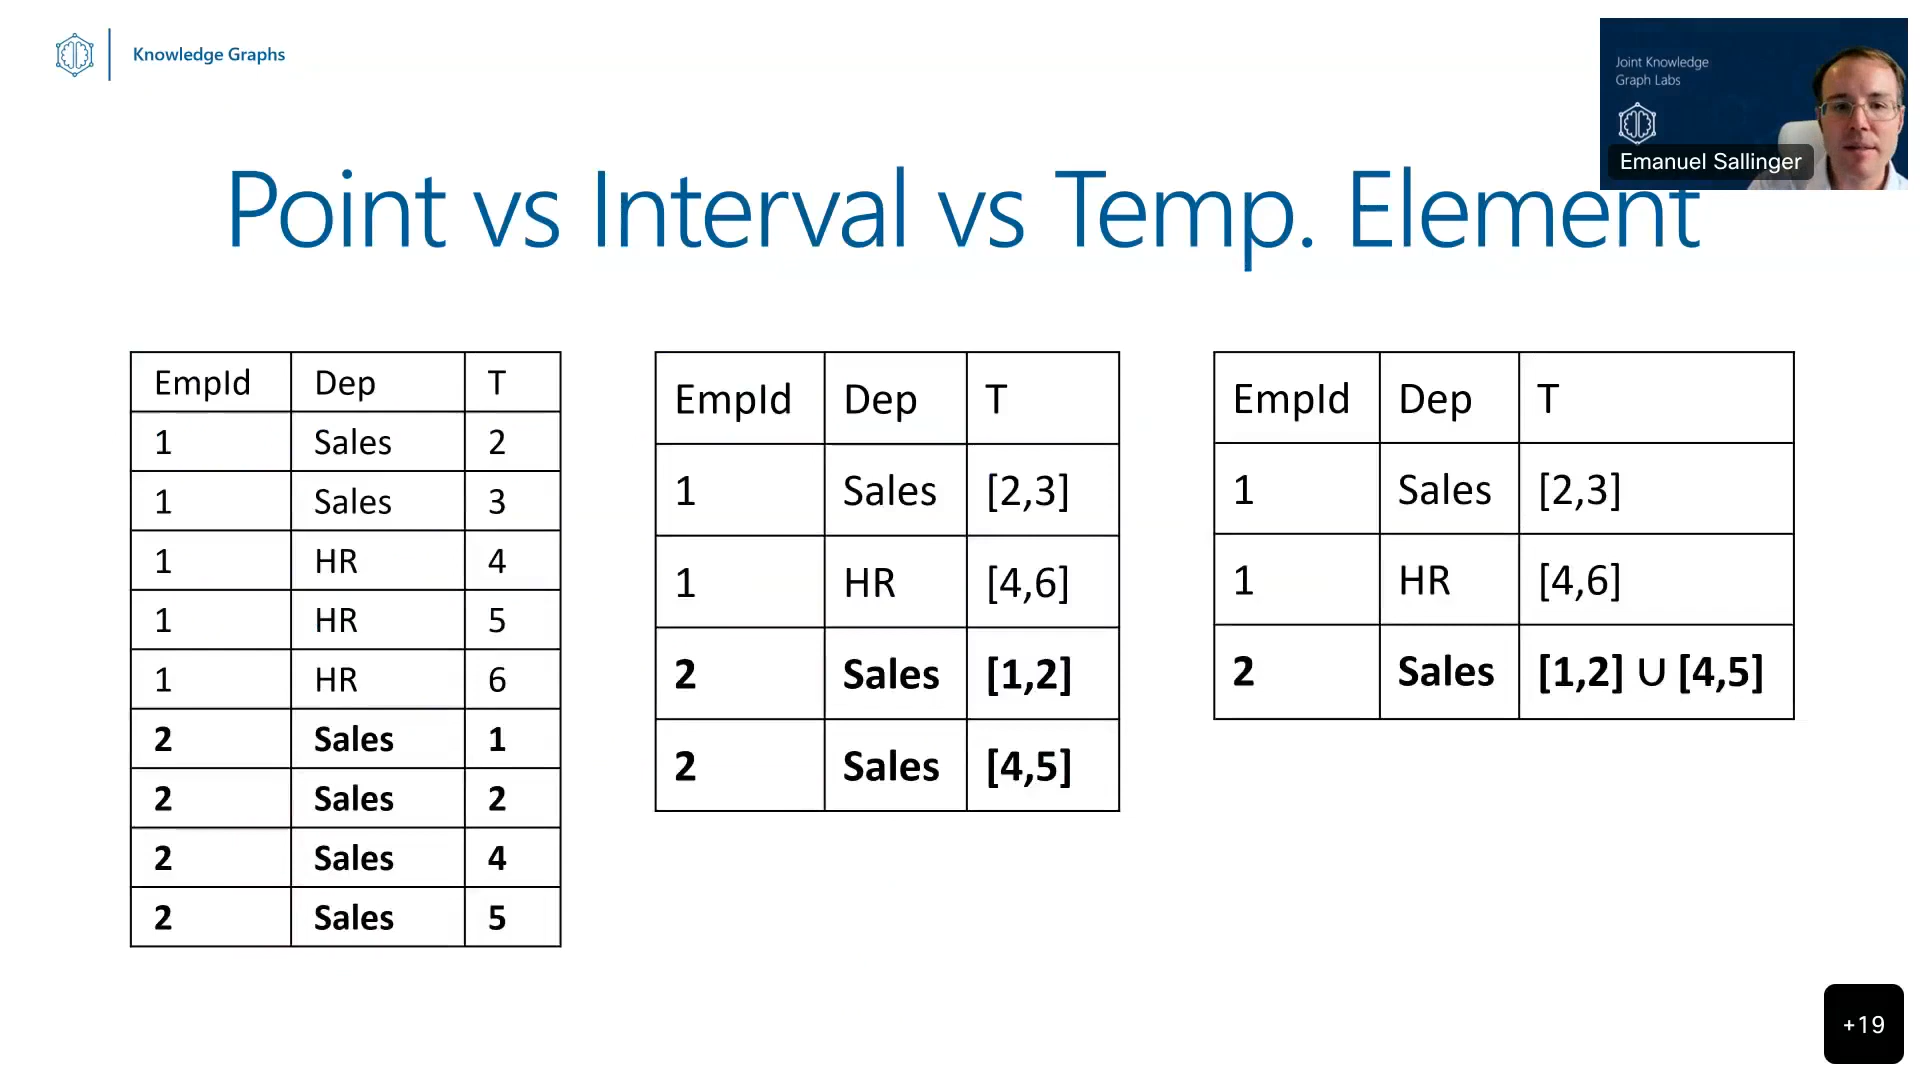 Knowledge Graphs
Joint Knowledge
Graph Labs
Emanuel Sallinger
Point vs Interval vs Temp. Element
EmpId Dep T
1 Sales 2
1 Sales 3
1 HR 4
1 HR 5
1 HR 6
2 Sales 1
2 Sales 2
2 Sales 4
2 Sales 5
EmpId Dep T
1 Sales [2,3]
1 HR [4,6]
2 Sales [1,2]
2 Sales [4,5]
EmpId Dep T
1 Sales [2,3]
1 HR [4,6]
2 Sales [1,2] ∪ [4,5]
+19